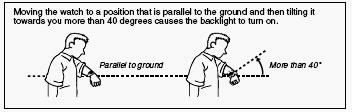 Moving the watch to a position that is parallel to the ground and then tilting it
towards you more than 40 degrees causes the backlight to turn on.
Parallel to ground
More than 40°